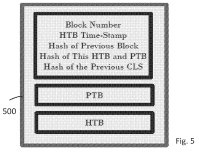 Block Number
HTB Time-Stamp
Hash of Previous Block
Hash of This HTB and PTB
Hash of the Previous CLS
PTB
500
HTB
Fig. 5